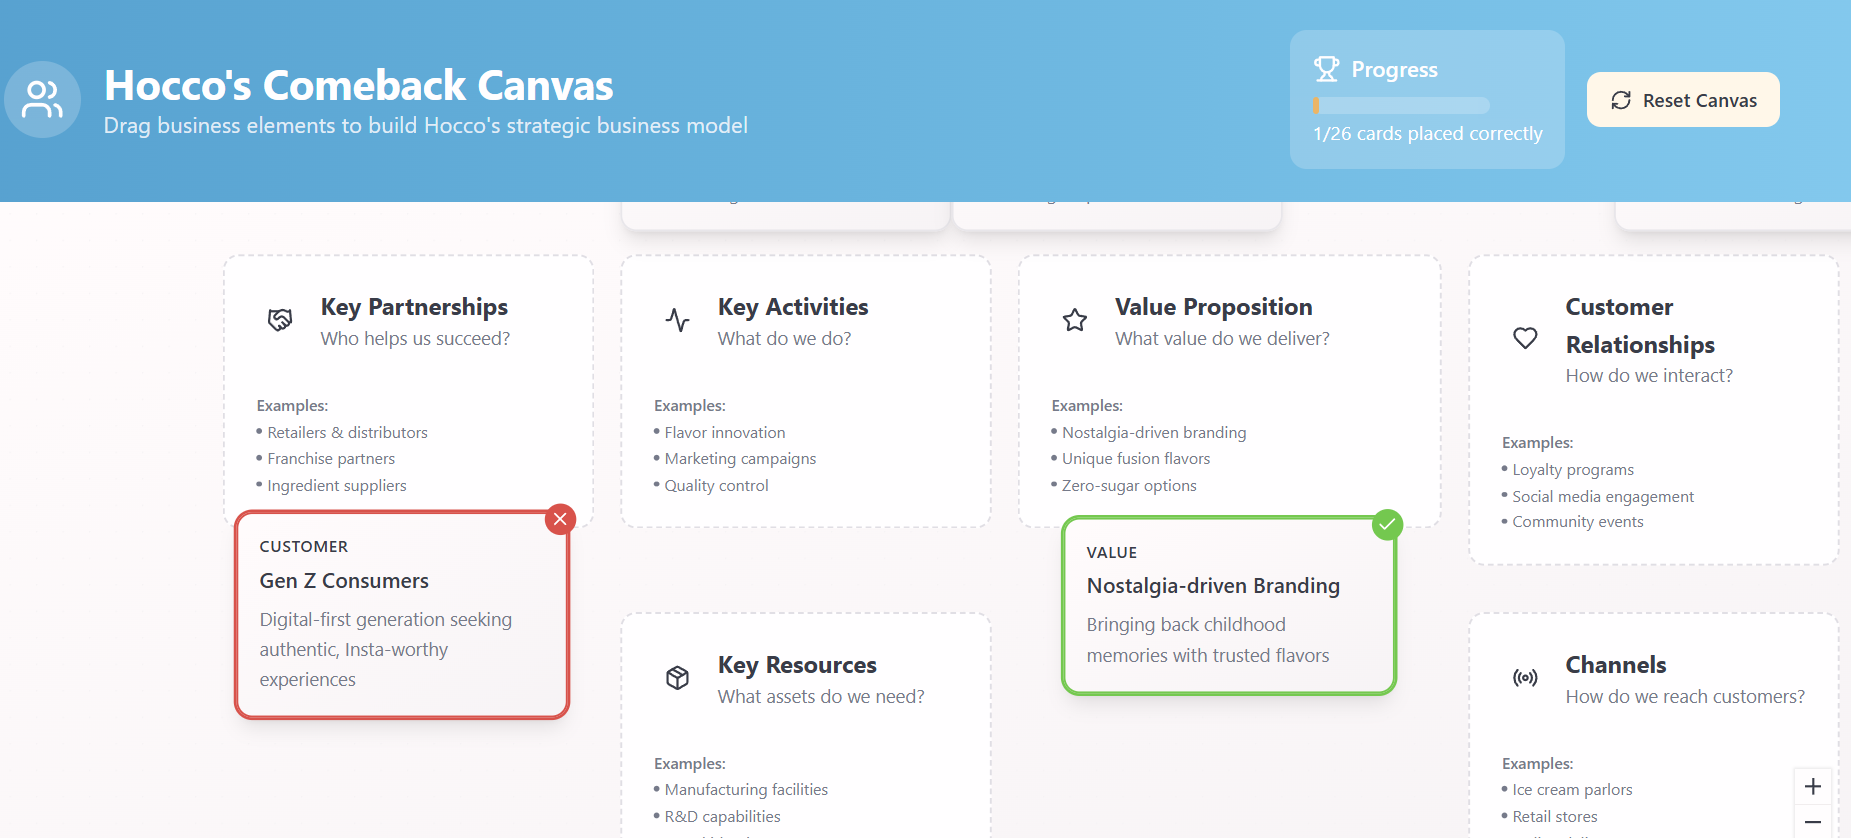 Hocco's Comeback Canvas
Drag business elements to build Hocco's strategic business model
Progress
1/26 cards placed correctly
Reset Canvas
Key Partnerships
Who helps us succeed?
Examples:
• Retailers & distributors
• Franchise partners
• Ingredient suppliers
CUSTOMER
Gen Z Consumers
Digital-first generation seeking
authentic, Insta-worthy
experiences
Key Activities
What do we do?
Examples:
• Flavor innovation
• Marketing campaigns
• Quality control
Key Resources
What assets do we need?
Examples:
• Manufacturing facilities
• R&D capabilities
Value Proposition
What value do we deliver?
Examples:
• Nostalgia-driven branding
• Unique fusion flavors
• Zero-sugar options
VALUE
Nostalgia-driven Branding
Bringing back childhood
memories with trusted flavors
Customer
Relationships
How do we interact?
Examples:
• Loyalty programs
• Social media engagement
• Community events
Channels
How do we reach customers?
Examples:
• Ice cream parlors
• Retail stores